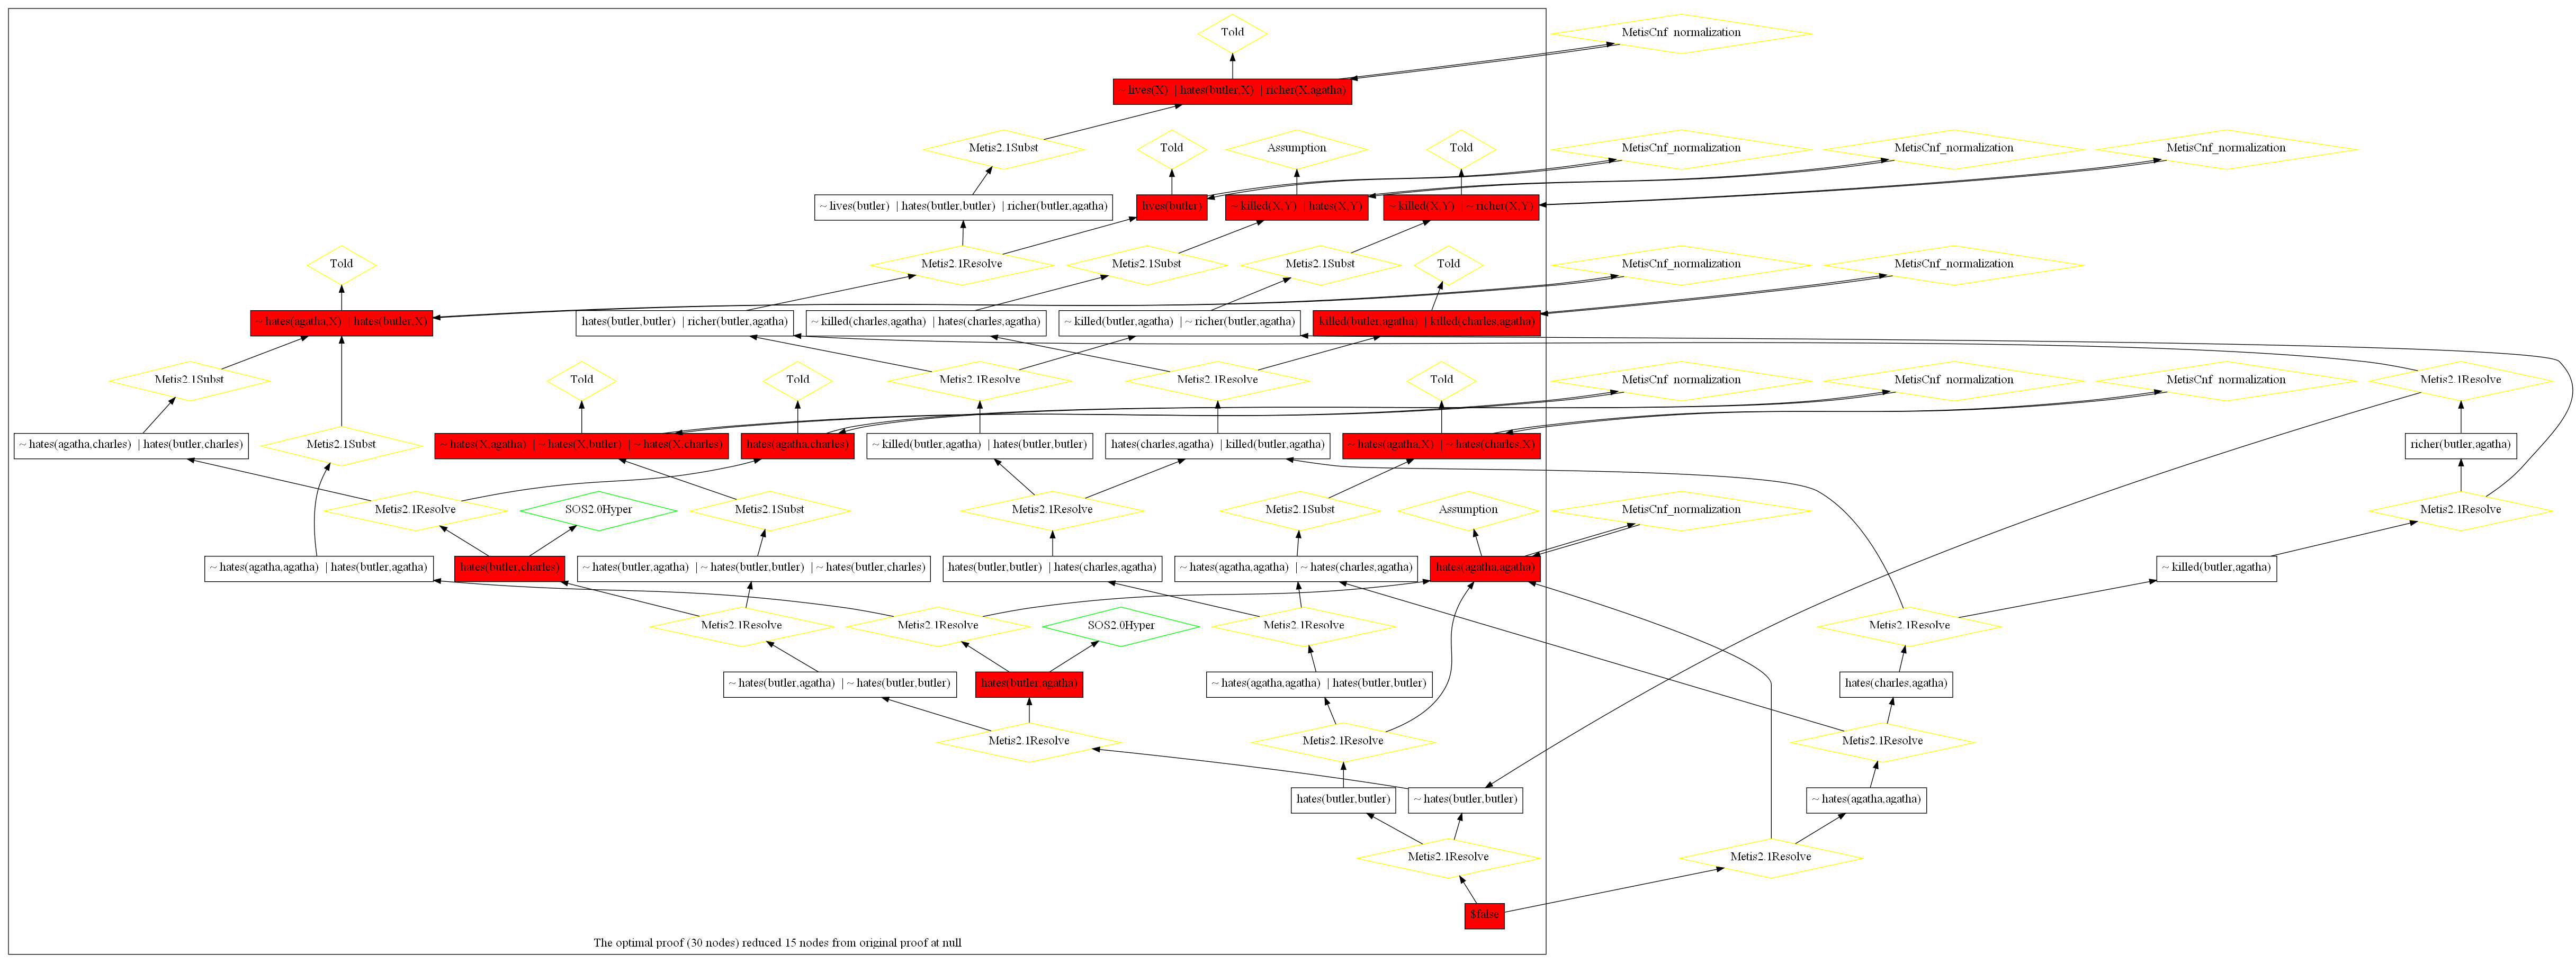 Told
MetisCnf_normalization
~ lives(X) | hates(butler,X) | richer(X,agatha)
Metis2.1Subst
Told
Assumption
Told
MetisCnf_normalization
MetisCnf_normalization
MetisCnf_normalization
~ lives(butler) | hates(butler,butler) | richer(butler,agatha)
lives(butler)
~ killed(X,Y) | hates(X,Y)
~ killed(X,Y) | ~ richer(X,Y)
Told
Metis2.1Resolve
Metis2.1Subst
Metis2.1Subst
Told
MetisCnf_normalization
MetisCnf_normalization
~ hates(agatha,X) | hates(butler,X)
hates(butler,butler) | richer(butler,agatha)
~ killed(charles,agatha) | hates(charles,agatha)
~ killed(butler,agatha) | ~ richer(butler,agatha)
killed(butler,agatha) | killed(charles,agatha)
Metis2.1Subst
Told
Told
Metis2.1Resolve
Metis2.1Resolve
Told
MetisCnf_normalization
MetisCnf_normalization
MetisCnf_normalization
Metis2.1Resolve
~ hates(agatha,charles) | hates(butler,charles)
Metis2.1Subst
~ hates(X,agatha) | ~ hates(X,butler) | ~ hates(X,charles)
hates(agatha,charles)
~ killed(butler,agatha) | hates(butler,butler)
hates(charles,agatha) | killed(butler,agatha)
~ hates(agatha,X) | ~ hates(charles,X)
richer(butler,agatha)
Metis2.1Resolve
SOS2.0Hyper
Metis2.1Subst
Metis2.1Resolve
Metis2.1Subst
Assumption
MetisCnf_normalization
Metis2.1Resolve
~ hates(agatha,agatha) | hates(butler,agatha)
hates(butler,charles)
~ hates(butler,agatha) | ~ hates(butler,butler) | ~ hates(butler,charles)
hates(butler,butler) | hates(charles,agatha)
~ hates(agatha,agatha) | ~ hates(charles,agatha)
hates(agatha,agatha)
~ killed(butler,agatha)
Metis2.1Resolve
Metis2.1Resolve
SOS2.0Hyper
Metis2.1Resolve
Metis2.1Resolve
~ hates(butler,agatha) | ~ hates(butler,butler)
hates(butler,agatha)
~ hates(agatha,agatha) | hates(butler,butler)
hates(charles,agatha)
Metis2.1Resolve
Metis2.1Resolve
Metis2.1Resolve
hates(butler,butler)
~ hates(butler,butler)
~ hates(agatha,agatha)
Metis2.1Resolve
Metis2.1Resolve
$false
The optimal proof (30 nodes) reduced 15 nodes from original proof at null